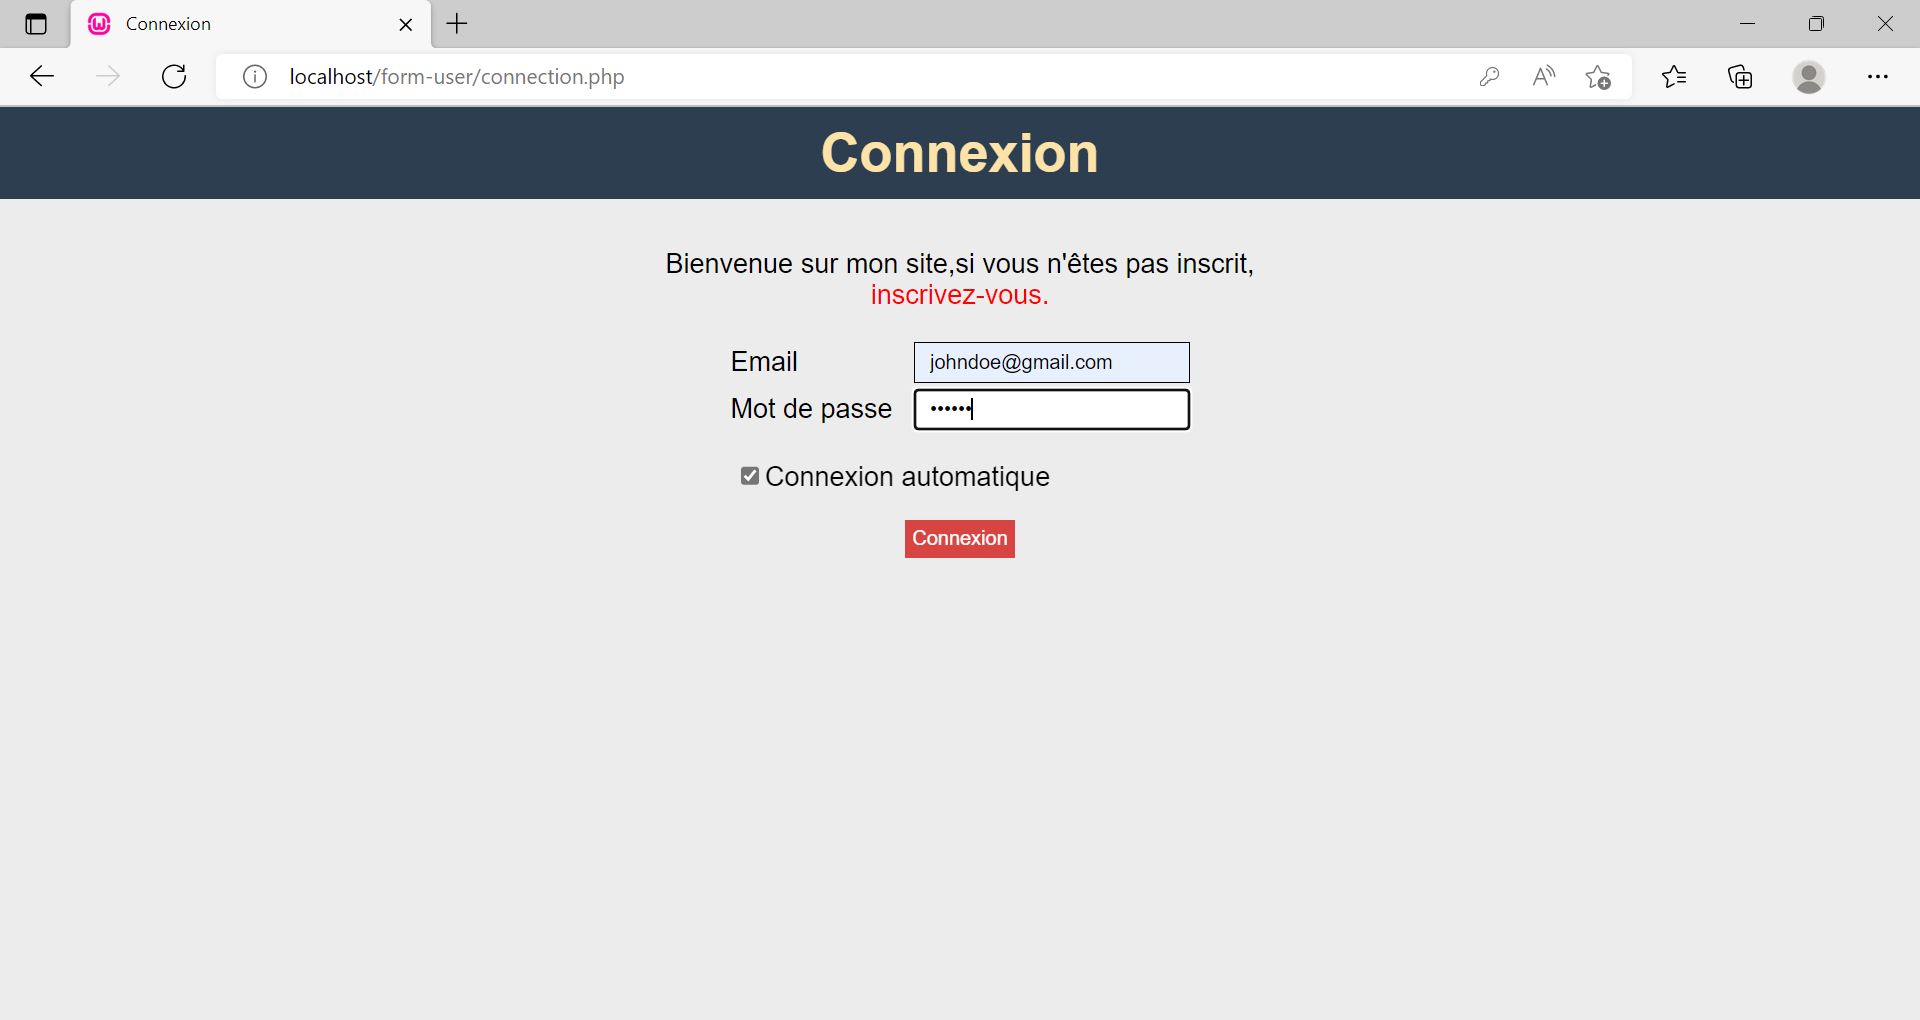 Connexion
localhost/form-user/connection.php
Connexion
Bienvenue sur mon site,si vous n'êtes pas inscrit,
inscrivez-vous.
Email johndoe@gmail.com
Mot de passe ••••••
Connexion automatique
Connexion